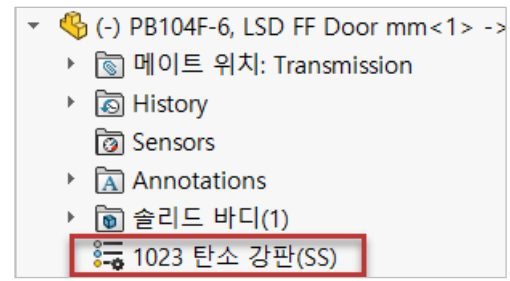 (-) PB104F-6, LSD FF Door mm<1> ->
메이트 위치: Transmission
History
Sensors
Annotations
솔리드 바디(1)
1023 탄소 강판(SS)